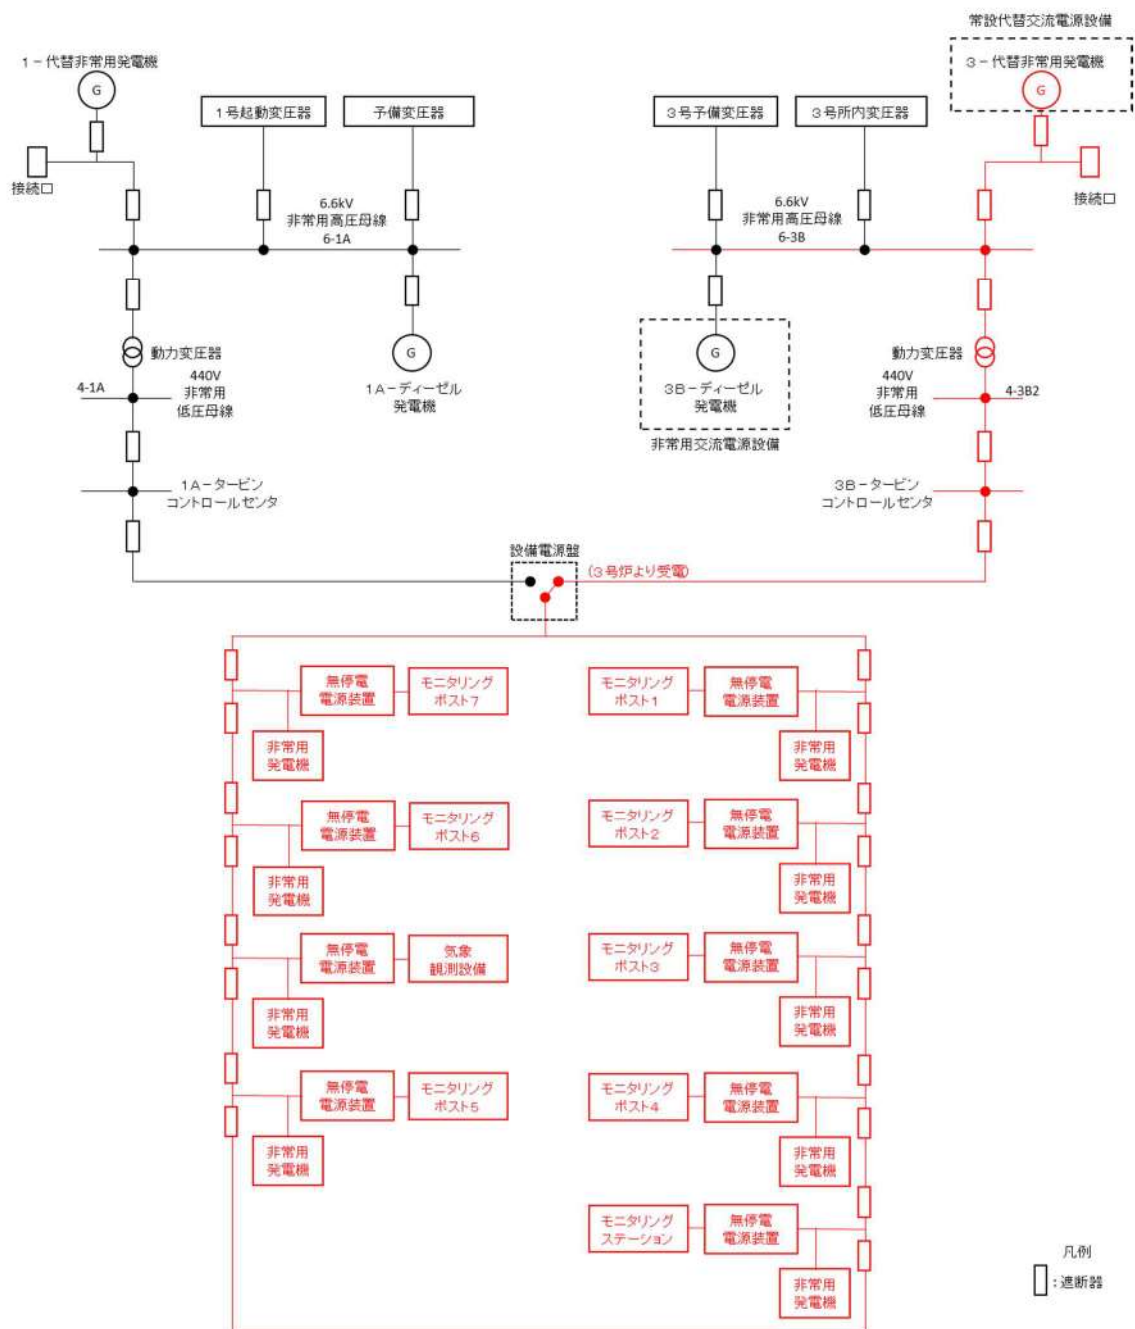 常設代替交流電源設備
1-代替非常用発電機
3-代替非常用発電機
G
G
1号起動変圧器
予備変圧器
3号予備変圧器
3号所内変圧器
接続口
接続口
6.6kV
非常用高圧母線
6-1A
6.6kV
非常用高圧母線
6-3B
動力変圧器
G
1A-ディーゼル
発電機
G
3B-ディーゼル
発電機
非常用交流電源設備
動力変圧器
4-1A
440V
非常用
低圧母線
440V
非常用
低圧母線
4-3B2
1A-タービン
コントロールセンタ
3B-タービン
コントロールセンタ
設備電源盤
(3号炉より受電)
無停電
電源装置
モニタリング
ポスト7
モニタリング
ポスト1
無停電
電源装置
非常用
発電機
非常用
発電機
無停電
電源装置
モニタリング
ポスト6
モニタリング
ポスト2
無停電
電源装置
非常用
発電機
非常用
発電機
無停電
電源装置
気象
観測設備
モニタリング
ポスト3
無停電
電源装置
非常用
発電機
非常用
発電機
無停電
電源装置
モニタリング
ポスト5
モニタリング
ポスト4
無停電
電源装置
非常用
発電機
非常用
発電機
モニタリング
ステーション
無停電
電源装置
非常用
発電機
凡例
:遮断器